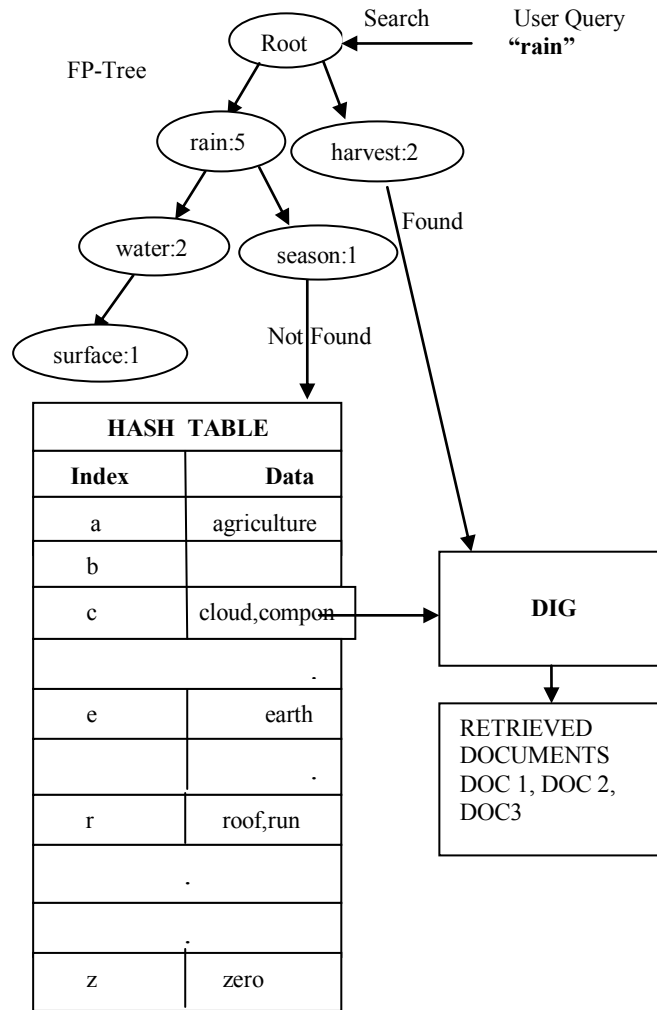 Search
User Query
“rain”
Root
FP-Tree
rain:5
harvest:2
Found
water:2
season:1
Not Found
surface:1
HASH TABLE
Index Data
a agriculture
b
c cloud,compon
.
e earth
.
r roof,run
.
.
z zero
DIG
RETRIEVED
DOCUMENTS
DOC 1, DOC 2,
DOC3